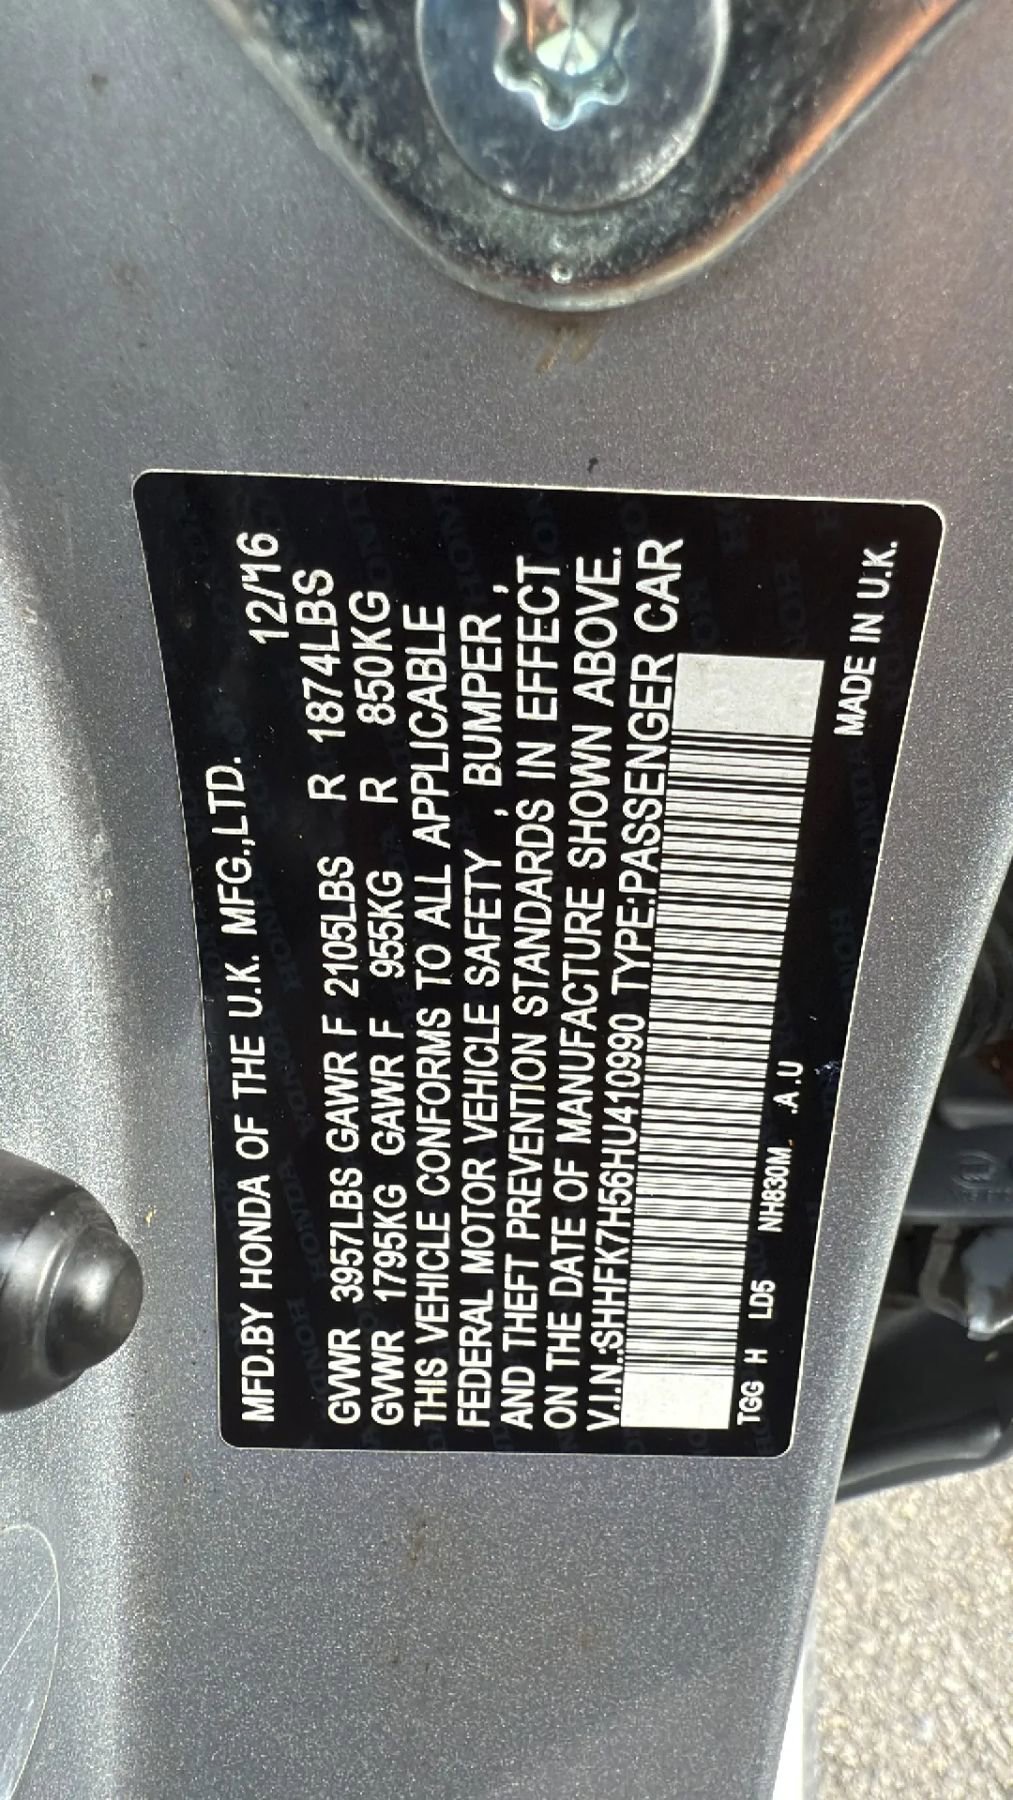 MFD.BY HONDA OF THE U.K. MFG.,LTD. 12/16
GVWR 3957LBS GAWR F 2105LBS R 1874LBS
GVWR 1795KG GAWR F 955KG R 850KG
THIS VEHICLE CONFORMS TO ALL APPLICABLE
FEDERAL MOTOR VEHICLE SAFETY , BUMPER ,
AND THEFT PREVENTION STANDARDS IN EFFECT
ON THE DATE OF MANUFACTURE SHOWN ABOVE.
V.I.N.:SHHFK7H56HU410990 TYPE:PASSENGER CAR
TGG H LD5 NH830M .A.U MADE IN U.K.